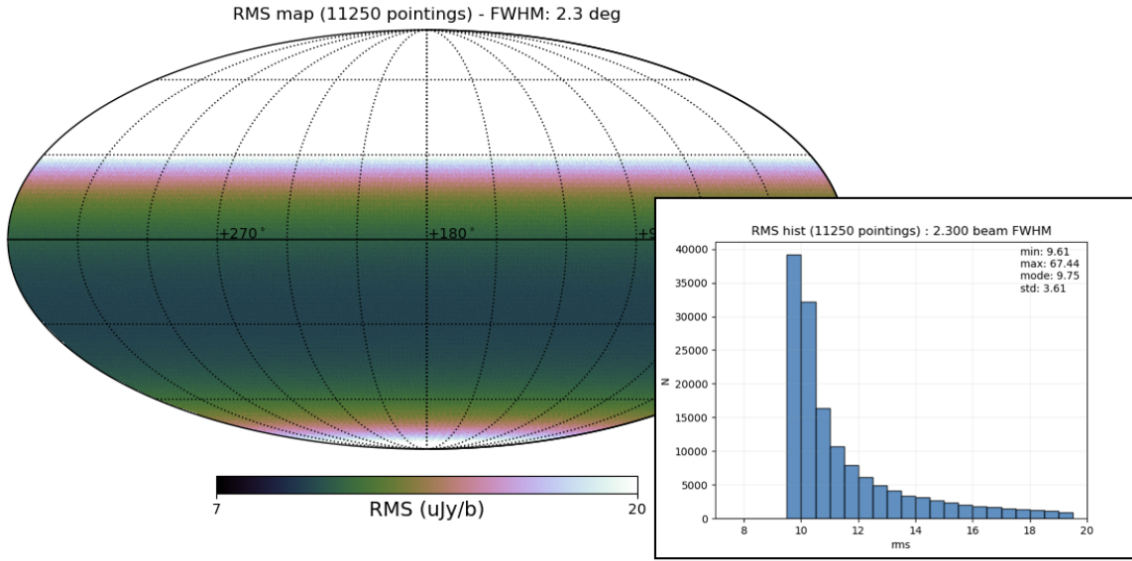 RMS map (11250 pointings) - FWHM: 2.3 deg
+270°
+180°
7
20
RMS (uJy/b)
RMS hist (11250 pointings) : 2.300 beam FWHM
min: 9.61
max: 67.44
mode: 9.75
std: 3.61
40000
35000
30000
25000
20000
15000
10000
5000
0
N
8
10
12
14
16
18
20
rms